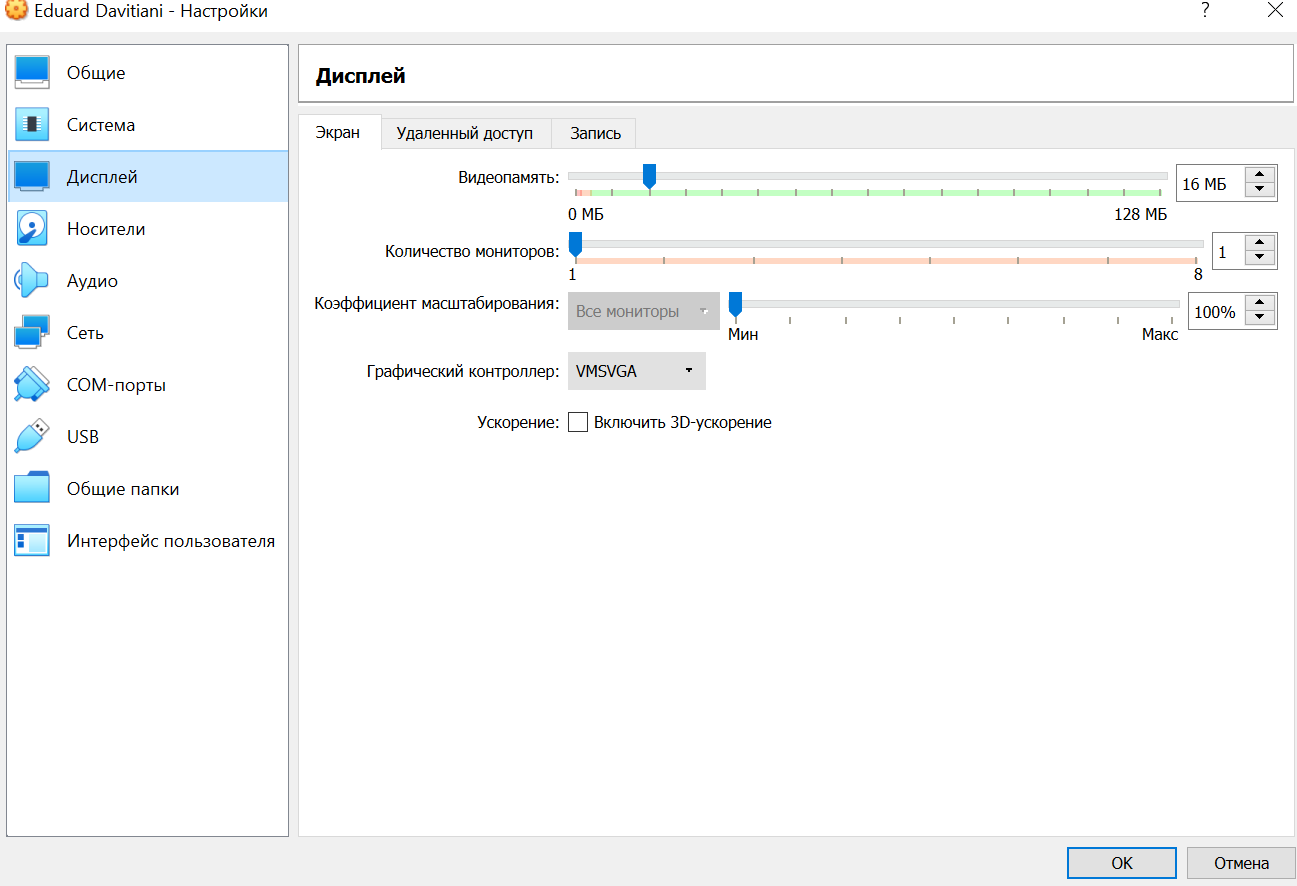 Eduard Davitiani - Настройки
?
Общие
Система
Дисплей
Носители
Аудио
Сеть
COM-порты
USB
Общие папки
Интерфейс пользователя
Дисплей
Экран
Удаленный доступ
Запись
Видеопамять:
16 МБ
0 МБ
128 МБ
Количество мониторов:
1
1
8
Коэффициент масштабирования:
Все мониторы
100%
Мин
Макс
Графический контроллер:
VMSVGA
Ускорение:
Включить 3D-ускорение
OK
Отмена